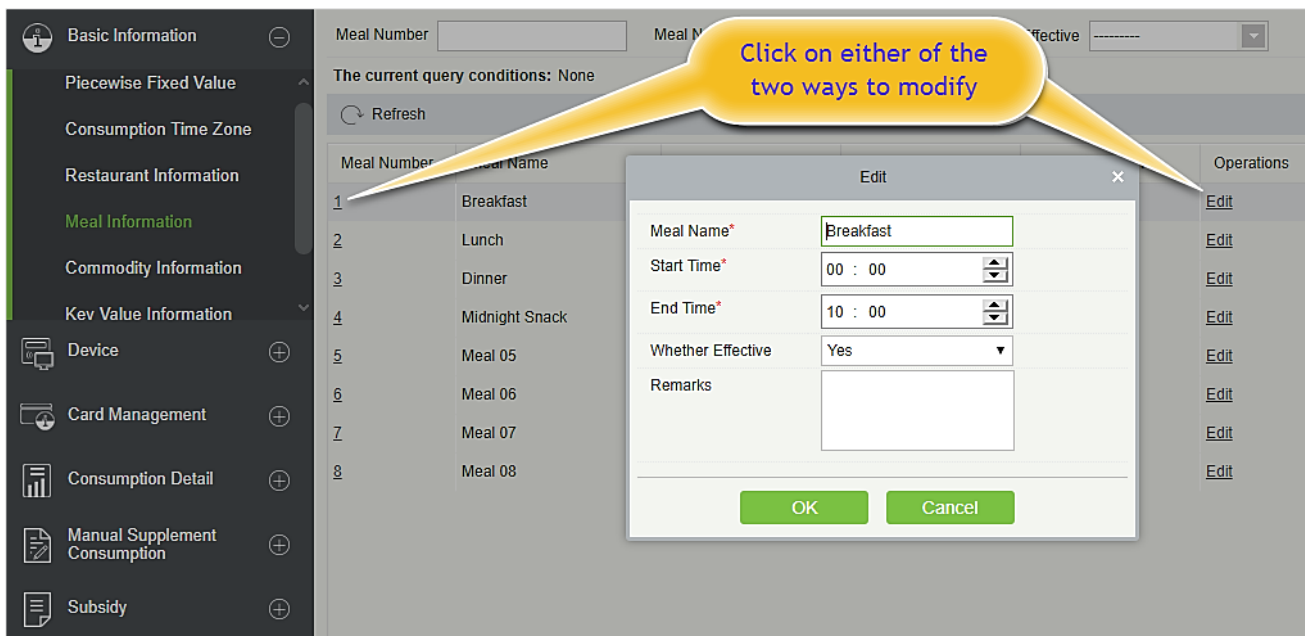 Basic Information
Piecewise Fixed Value
Consumption Time Zone
Restaurant Information
Meal Information
Commodity Information
Key Value Information
Device
Card Management
Consumption Detail
Manual Supplement
Consumption
Subsidy
Meal Number
Meal N
ffective ---------
Click on either of the
two ways to modify
The current query conditions: None
Refresh
Meal Number Meal Name Operations
1 Breakfast Edit
2 Lunch Edit
3 Dinner Edit
4 Midnight Snack Edit
5 Meal 05 Edit
6 Meal 06 Edit
7 Meal 07 Edit
8 Meal 08 Edit
Edit ×
Meal Name* Breakfast
Start Time* 00 : 00
End Time* 10 : 00
Whether Effective Yes
Remarks
OK Cancel